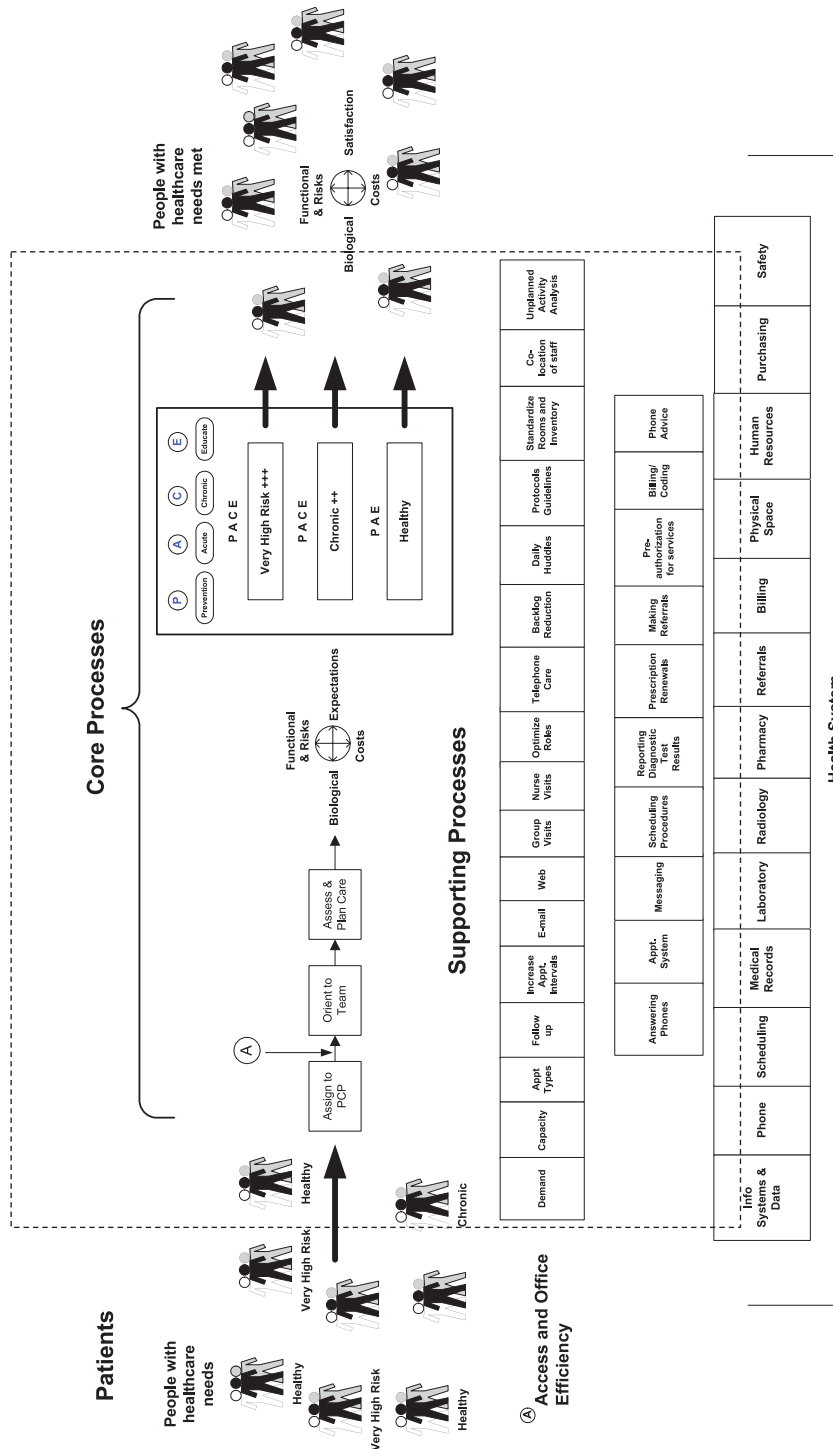 Patients
People with
healthcare
needs
Healthy
Very High Risk
Healthy
Very High Risk
Healthy
Chronic
Core Processes
Assign to
PCP
A
Orient to
Team
Assess &
Plan Care
Functional
& Risks
Biological
Expectations
Costs
P
A
C
E
Prevention
Acute
Chronic
Educate
P A C E
Very High Risk +++
P A C E
Chronic ++
P A E
Healthy
People with
healthcare
needs met
Functional
& Risks
Biological
Satisfaction
Costs
A Access and Office
Efficiency
Supporting Processes
Demand
Capacity
Appt
Types
Follow
up
Increase
Appt.
Intervals
E-mail
Web
Group
Visits
Nurse
Visits
Optimize
Roles
Telephone
Care
Backlog
Reduction
Daily
Huddles
Protocols
Guidelines
Standardize
Rooms and
Inventory
Co-
location
of staff
Unplanned
Activity
Analysis
Answering
Phones
Appt.
System
Messaging
Scheduling
Procedures
Reporting
Diagnostic
Test
Results
Prescription
Renewals
Making
Referrals
Pre-
authorization
for services
Billing/
Coding
Phone
Advice
Info
Systems &
Data
Phone
Scheduling
Medical
Records
Laboratory
Radiology
Pharmacy
Referrals
Billing
Physical
Space
Human
Resources
Purchasing
Safety
Health System